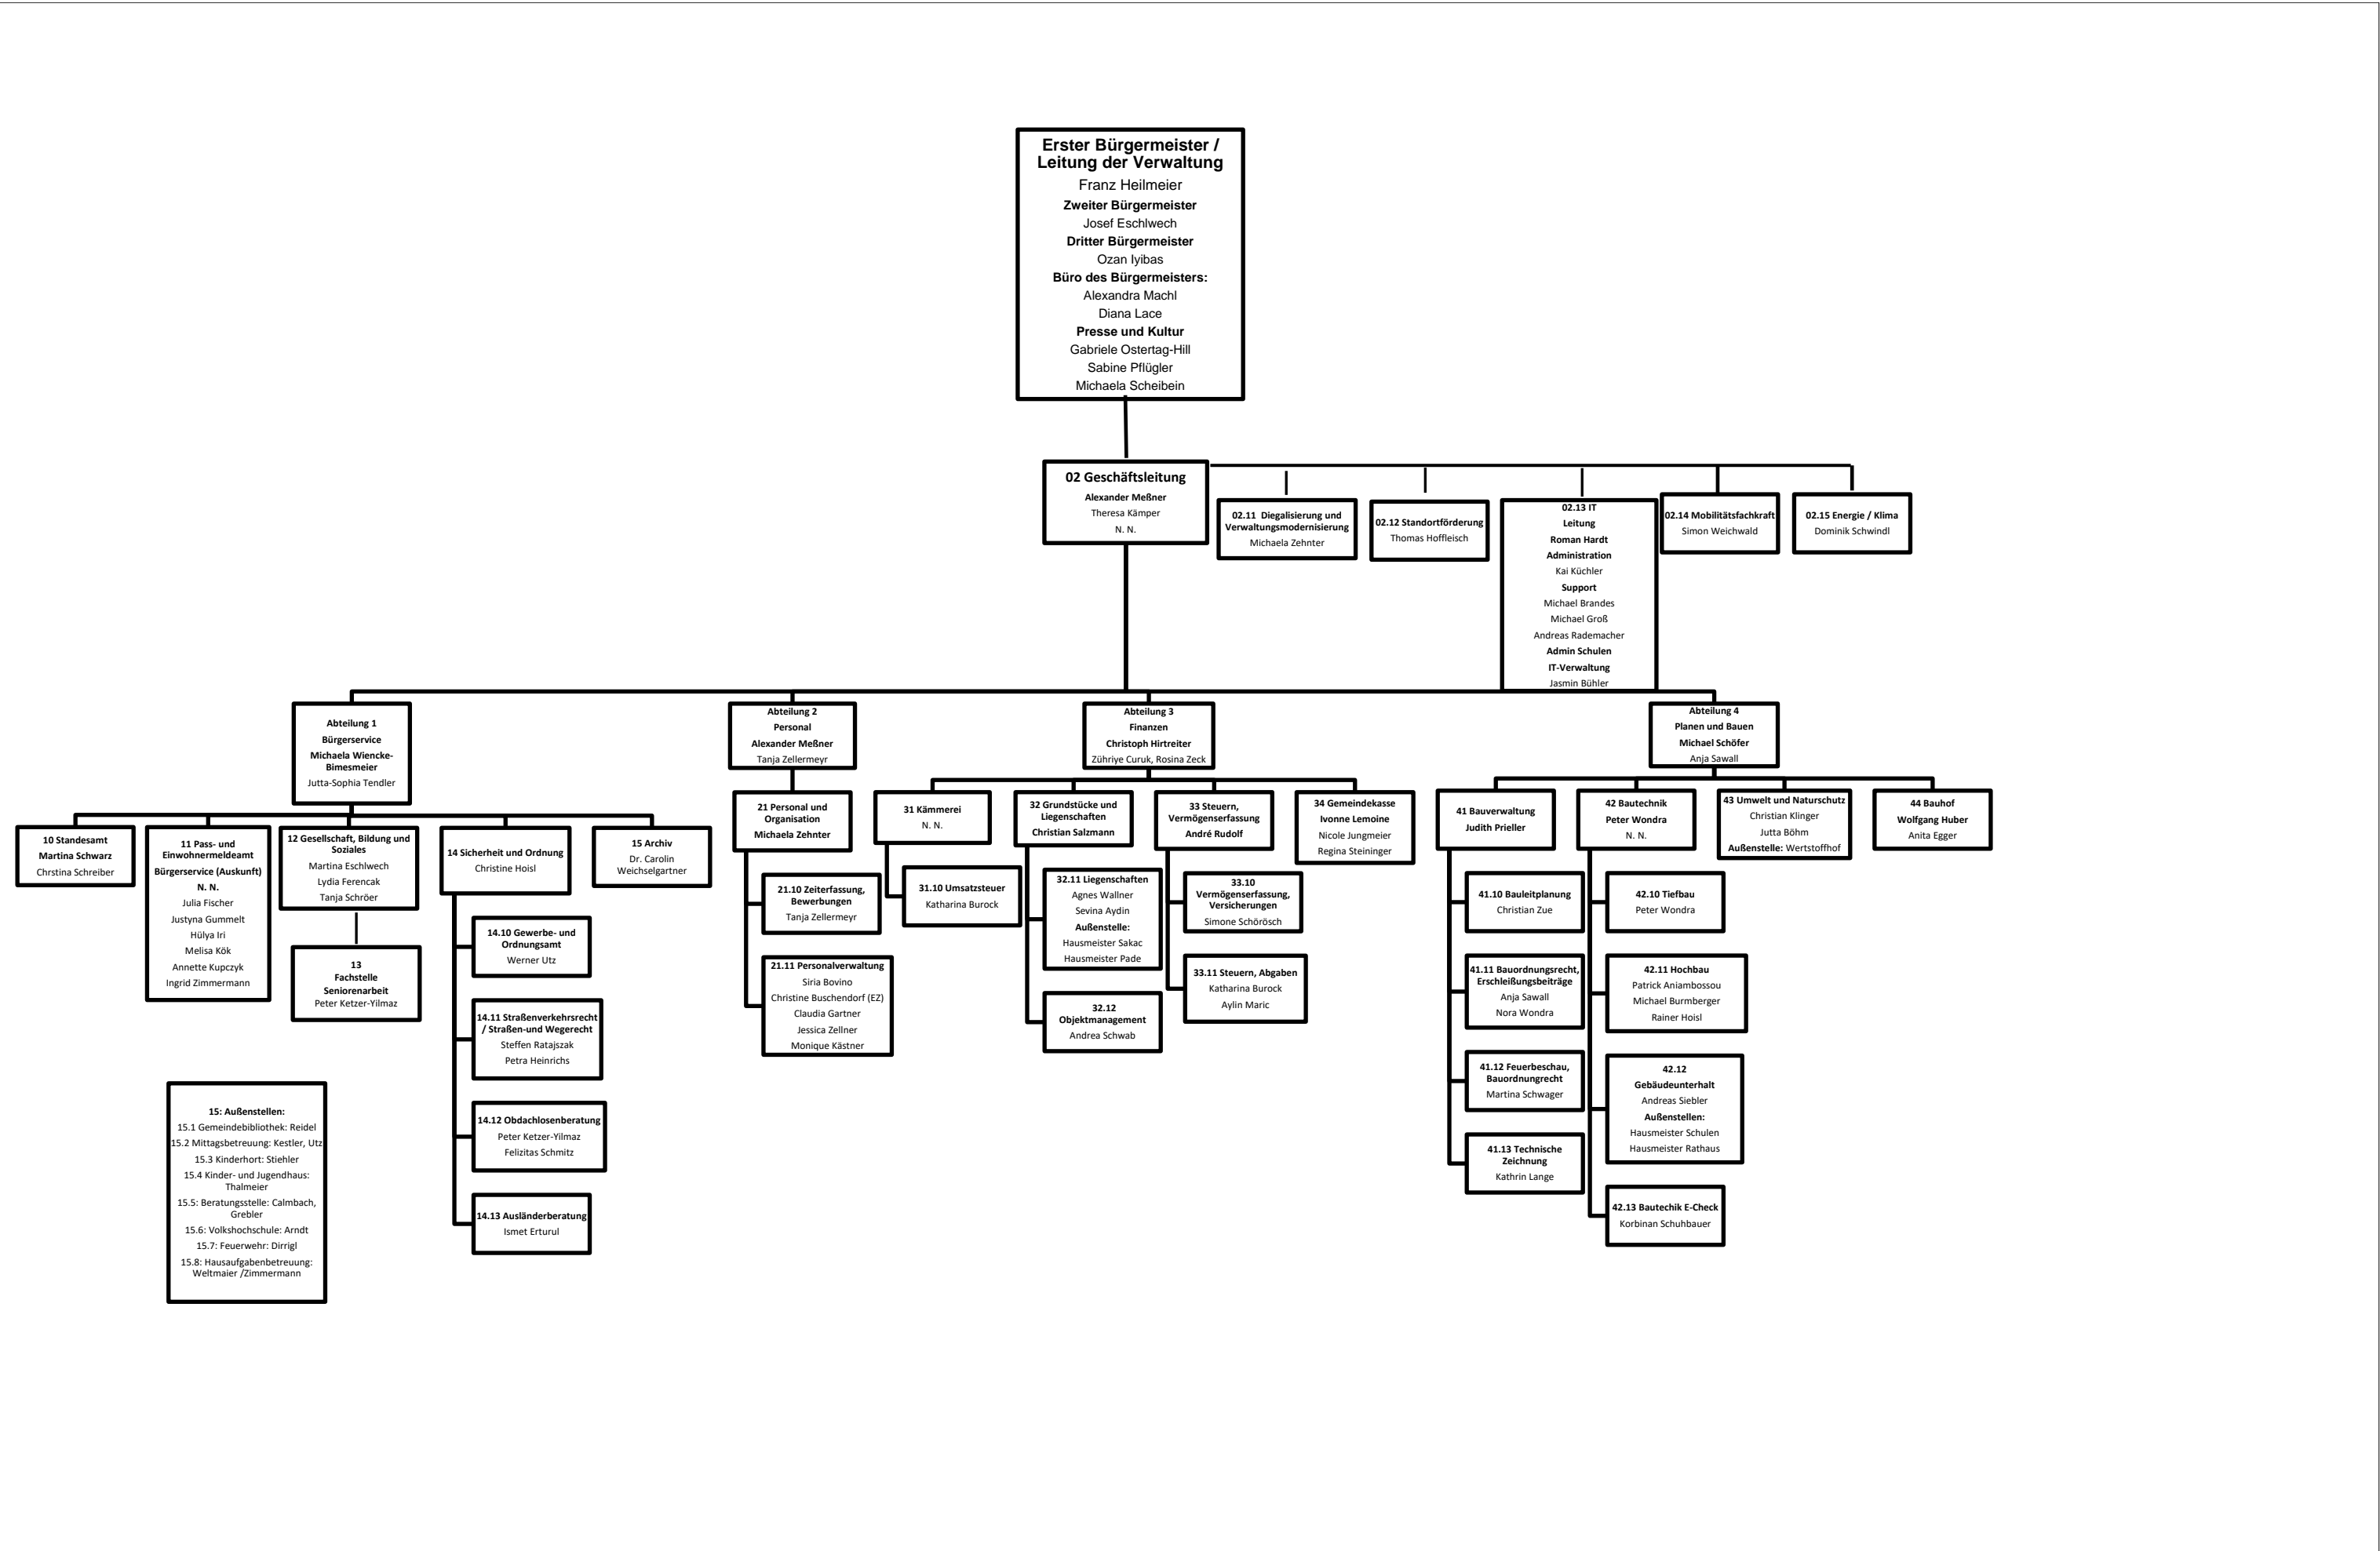 Erster Bürgermeister /
Leitung der Verwaltung
Franz Heilmeier
Zweiter Bürgermeister
Josef Eschlwech
Dritter Bürgermeister
Ozan Iyibas
Büro des Bürgermeisters:
Alexandra Machl
Diana Lace
Presse und Kultur
Gabriele Ostertag-Hill
Sabine Pflügler
Michaela Scheibein
02 Geschäftsleitung
Alexander Meßner
Theresa Kämper
N. N.
02.11 Diegalisierung und
Verwaltungsmodernisierung
Michaela Zehnter
02.12 Standortförderung
Thomas Hoffleisch
02.13 IT
Leitung
Roman Hardt
Administration
Kai Küchler
Support
Michael Brandes
Michael Groß
Andreas Rademacher
Admin Schulen
IT-Verwaltung
Jasmin Bühler
02.14 Mobilitätsfachkraft
Simon Weichwald
02.15 Energie / Klima
Dominik Schwindl
Abteilung 1
Bürgerservice
Michaela Wiencke-
Bimesmeier
Jutta-Sophia Tendler
Abteilung 2
Personal
Alexander Meßner
Tanja Zellermeyr
Abteilung 3
Finanzen
Christoph Hirtreiter
Zühriye Curuk, Rosina Zeck
Abteilung 4
Planen und Bauen
Michael Schöfer
Anja Sawall
10 Standesamt
Martina Schwarz
Chrstina Schreiber
11 Pass- und
Einwohnermeldeamt
Bürgerservice (Auskunft)
N. N.
Julia Fischer
Justyna Gummelt
Hülya Iri
Melisa Kök
Annette Kupczyk
Ingrid Zimmermann
12 Gesellschaft, Bildung und
Soziales
Martina Eschlwech
Lydia Ferencak
Tanja Schröer
13
Fachstelle
Seniorenarbeit
Peter Ketzer-Yilmaz
14 Sicherheit und Ordnung
Christine Hoisl
14.10 Gewerbe- und
Ordnungsamt
Werner Utz
14.11 Straßenverkehrsrecht
/ Straßen-und Wegerecht
Steffen Ratajszak
Petra Heinrichs
14.12 Obdachlosenberatung
Peter Ketzer-Yilmaz
Felizitas Schmitz
14.13 Ausländerberatung
Ismet Erturul
15 Archiv
Dr. Carolin
Weichselgartner
15: Außenstellen:
15.1 Gemeindebibliothek: Reidel
15.2 Mittagsbetreuung: Kestler, Utz
15.3 Kinderhort: Stiehler
15.4 Kinder- und Jugendhaus:
Thalmeier
15.5: Beratungsstelle: Calmbach,
Grebler
15.6: Volkshochschule: Arndt
15.7: Feuerwehr: Dirrigl
15.8: Hausaufgabenbetreuung:
Weltmaier /Zimmermann
21 Personal und
Organisation
Michaela Zehnter
21.10 Zeiterfassung,
Bewerbungen
Tanja Zellermeyr
21.11 Personalverwaltung
Siria Bovino
Christine Buschendorf (EZ)
Claudia Gartner
Jessica Zellner
Monique Kästner
31 Kämmerei
N. N.
31.10 Umsatzsteuer
Katharina Burock
32 Grundstücke und
Liegenschaften
Christian Salzmann
32.11 Liegenschaften
Agnes Wallner
Sevina Aydin
Außenstelle:
Hausmeister Sakac
Hausmeister Pade
32.12
Objektmanagement
Andrea Schwab
33 Steuern,
Vermögenserfassung
André Rudolf
33.10
Vermögenserfassung,
Versicherungen
Simone Schörösch
33.11 Steuern, Abgaben
Katharina Burock
Aylin Maric
34 Gemeindekasse
Ivonne Lemoine
Nicole Jungmeier
Regina Steininger
41 Bauverwaltung
Judith Prieller
41.10 Bauleitplanung
Christian Zue
41.11 Bauordnungsrecht,
Erschleißungsbeiträge
Anja Sawall
Nora Wondra
41.12 Feuerbeschau,
Bauordnungrecht
Martina Schwager
41.13 Technische
Zeichnung
Kathrin Lange
42 Bautechnik
Peter Wondra
N. N.
42.10 Tiefbau
Peter Wondra
42.11 Hochbau
Patrick Aniambossou
Michael Burmberger
Rainer Hoisl
42.12
Gebäudeunterhalt
Andreas Siebler
Außenstellen:
Hausmeister Schulen
Hausmeister Rathaus
42.13 Bautechik E-Check
Korbinan Schuhbauer
43 Umwelt und Naturschutz
Christian Klinger
Jutta Böhm
Außenstelle: Wertstoffhof
44 Bauhof
Wolfgang Huber
Anita Egger